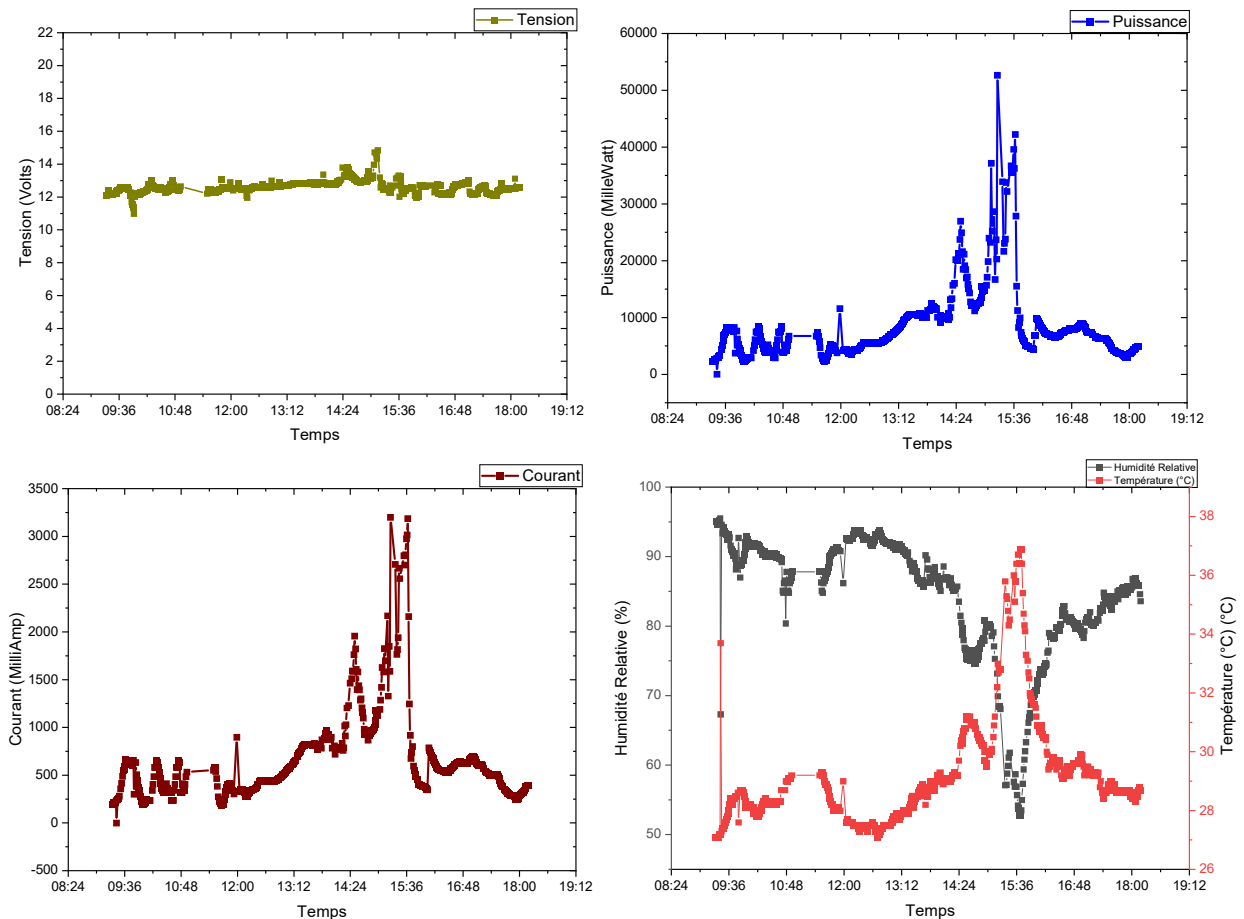 Tension
22
20
18
16
14
12
10
8
6
4
2
0
Tension (Volts)
08:24 09:36 10:48 12:00 13:12 14:24 15:36 16:48 18:00 19:12
Temps
Puissance
60000
50000
40000
30000
20000
10000
0
Puissance (MilleWatt)
08:24 09:36 10:48 12:00 13:12 14:24 15:36 16:48 18:00 19:12
Temps
Courant
3500
3000
2500
2000
1500
1000
500
0
-500
Courant (MilliAmp)
08:24 09:36 10:48 12:00 13:12 14:24 15:36 16:48 18:00 19:12
Temps
Humidité Relative
Température (°C)
100
90
80
70
60
50
Humidité Relative (%)
38
36
34
32
30
28
26
Température (°C) (°C)
08:24 09:36 10:48 12:00 13:12 14:24 15:36 16:48 18:00 19:12
Temps